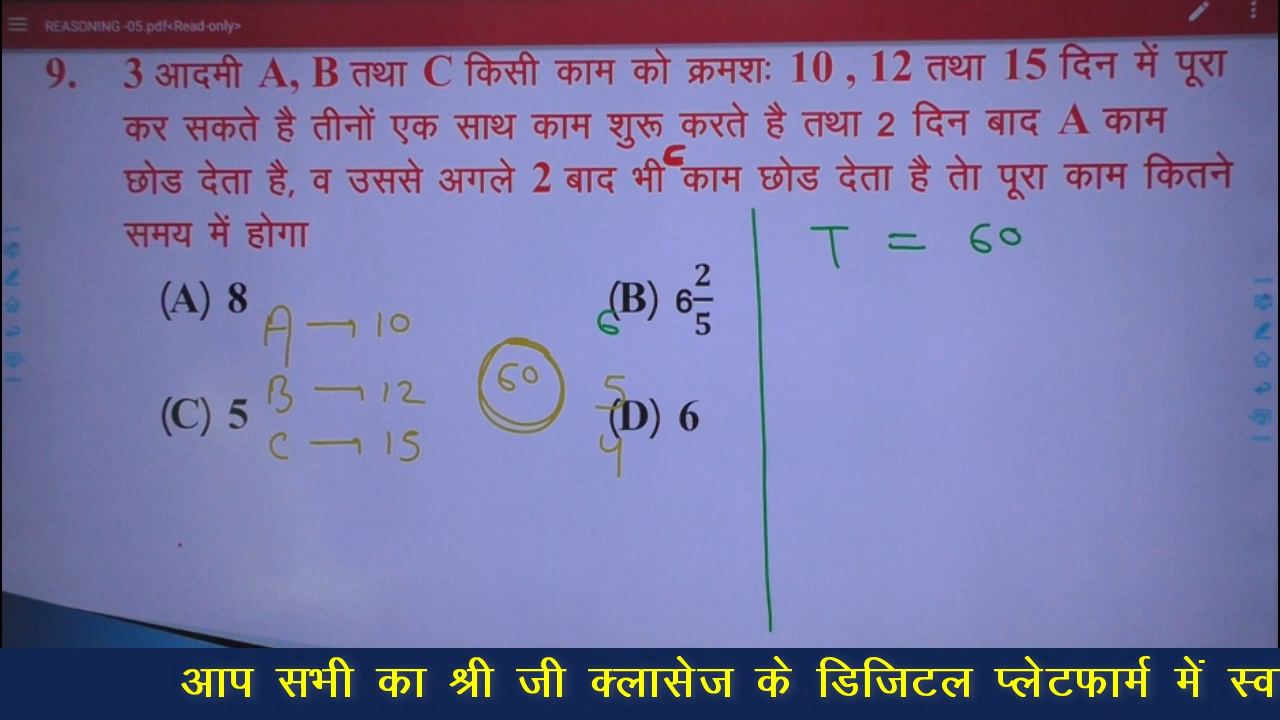 REASONING -05.pdf<Read-only>
9. 3 आदमी A, B तथा C किसी काम को क्रमशः 10 , 12 तथा 15 दिन में पूरा
कर सकते है तीनों एक साथ काम शुरू करते है तथा 2 दिन बाद A काम
छोड देता है, व उससे अगले 2 बाद भी C काम छोड देता है तेा पूरा काम कितने
समय में होगा
T = 60
(A) 8
(B) 6 2/5
A → 10
6
60
B → 12
5
(C) 5
(D) 6
C → 15
4
आप सभी का श्री जी क्लासेज के डिजिटल प्लेटफार्म में स्व